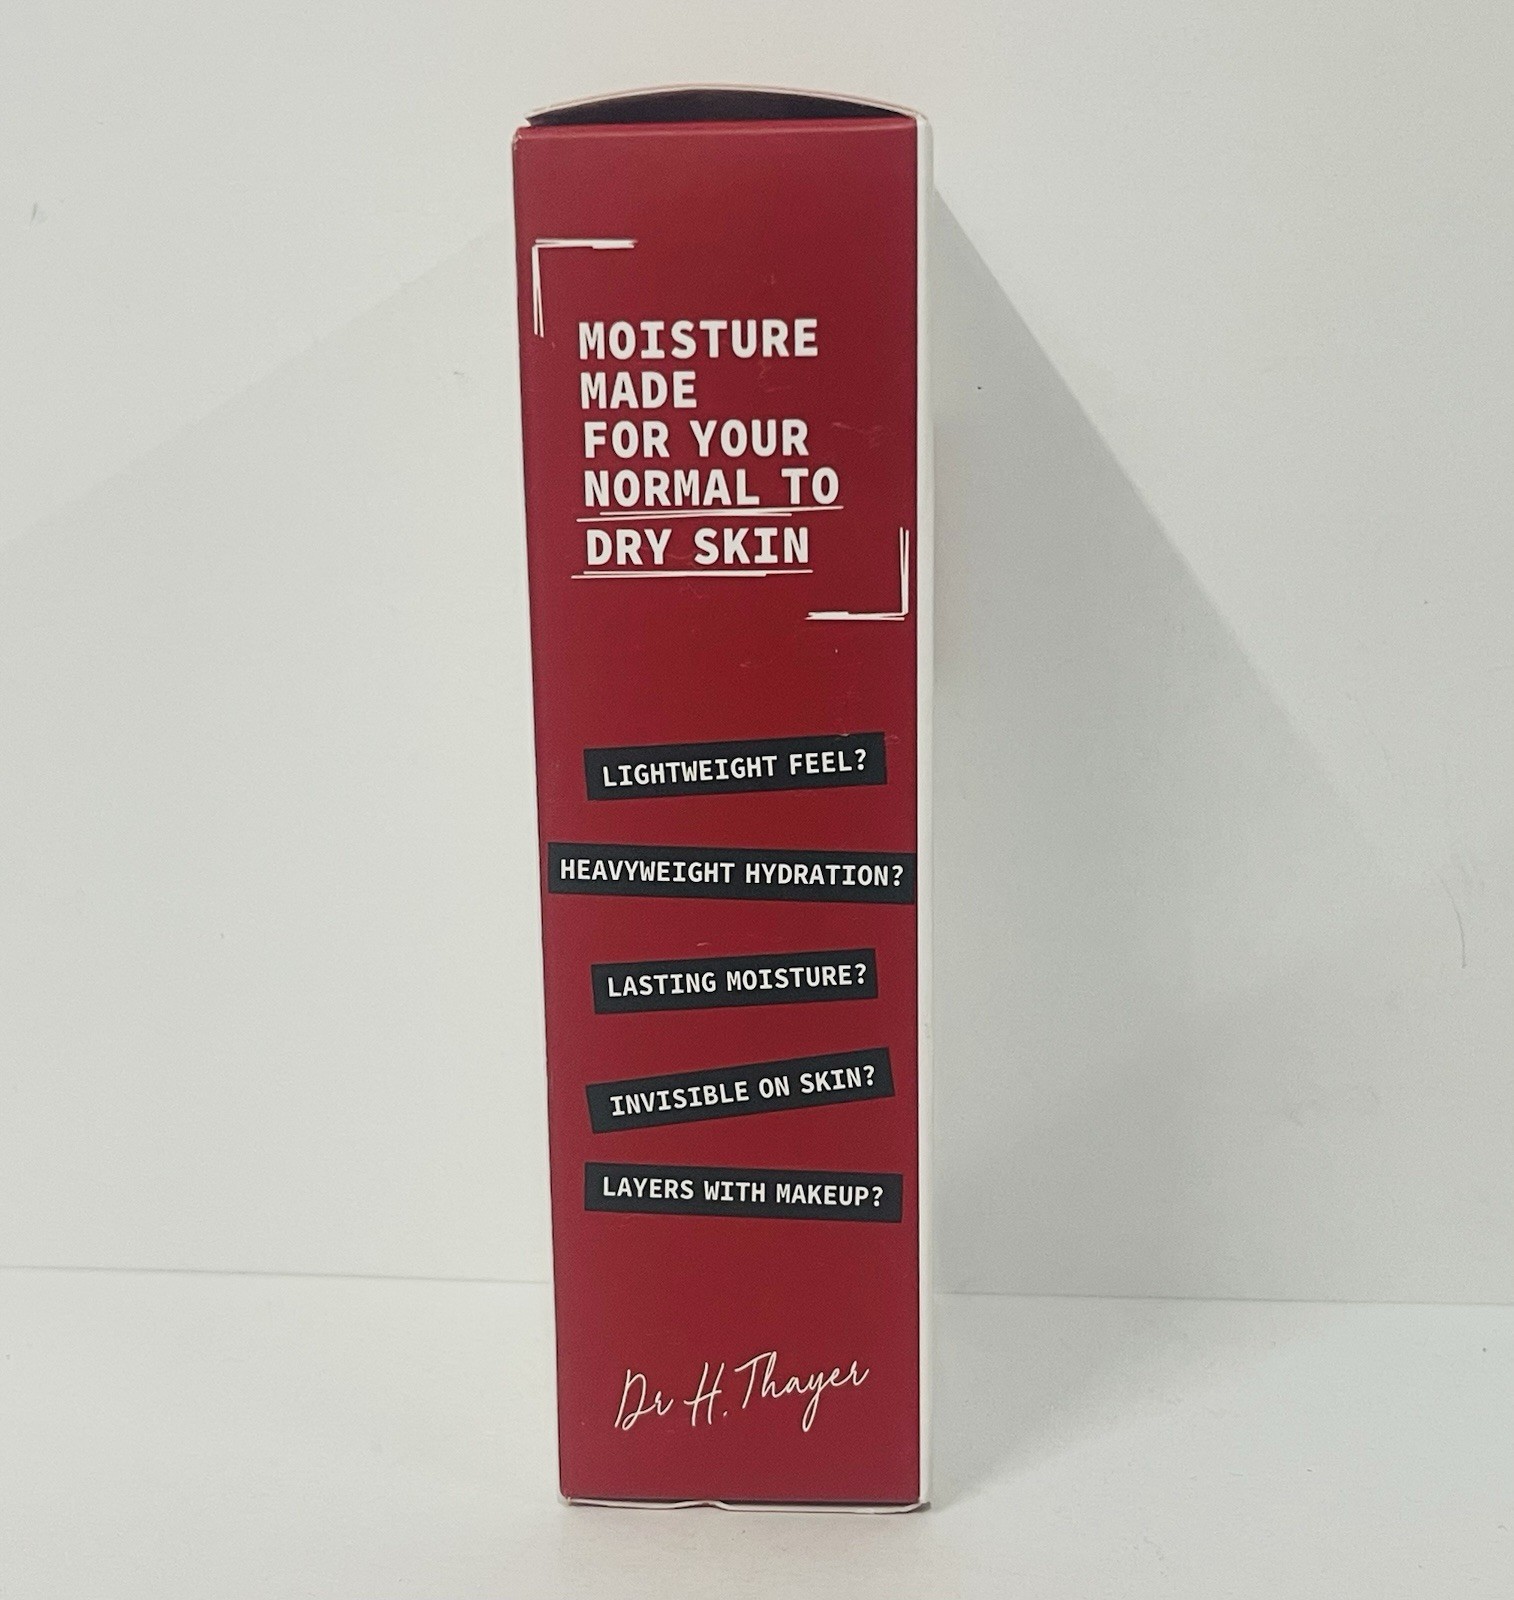 MOISTURE
MADE
FOR YOUR
NORMAL TO
DRY SKIN
LIGHTWEIGHT FEEL?
HEAVYWEIGHT HYDRATION?
LASTING MOISTURE?
INVISIBLE ON SKIN?
LAYERS WITH MAKEUP?
Dr H. Thayer